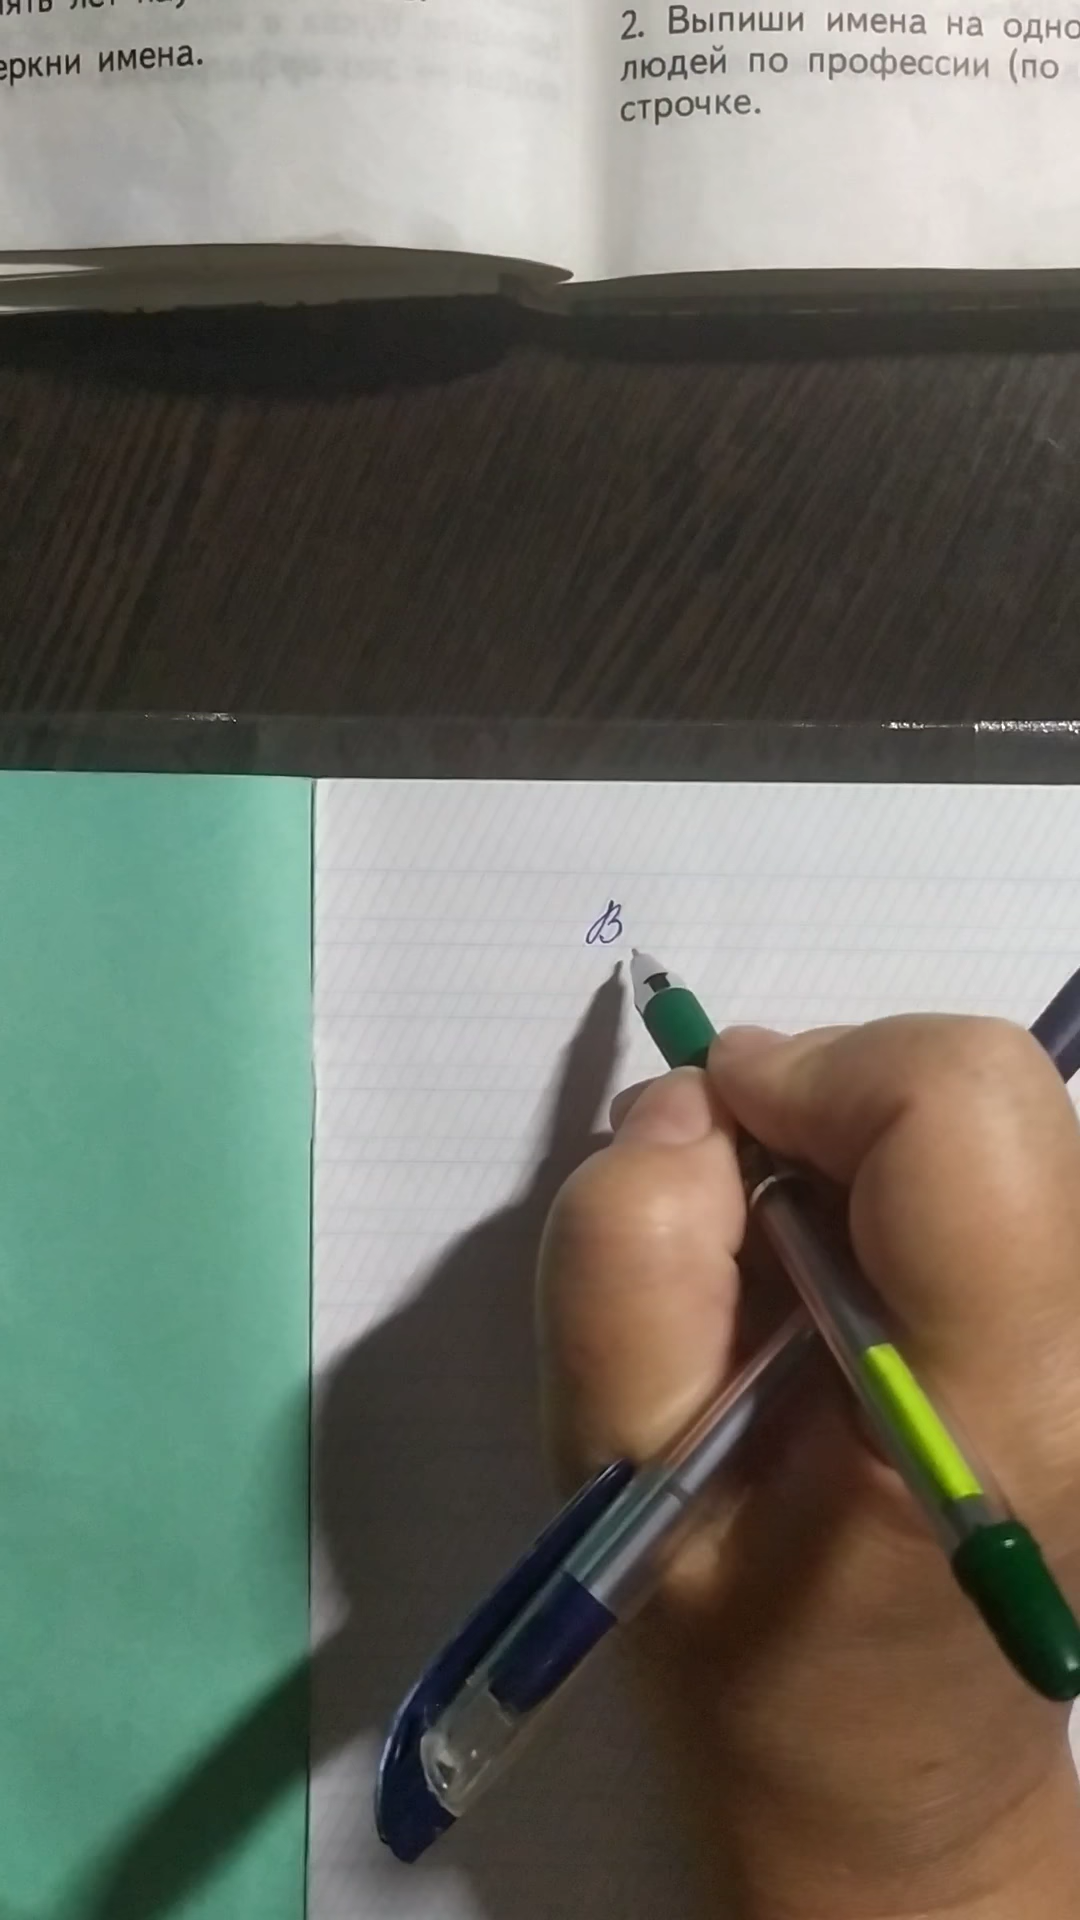 еркни имена.
2. Выпиши имена на одно
людей по профессии (по
строчке.
В